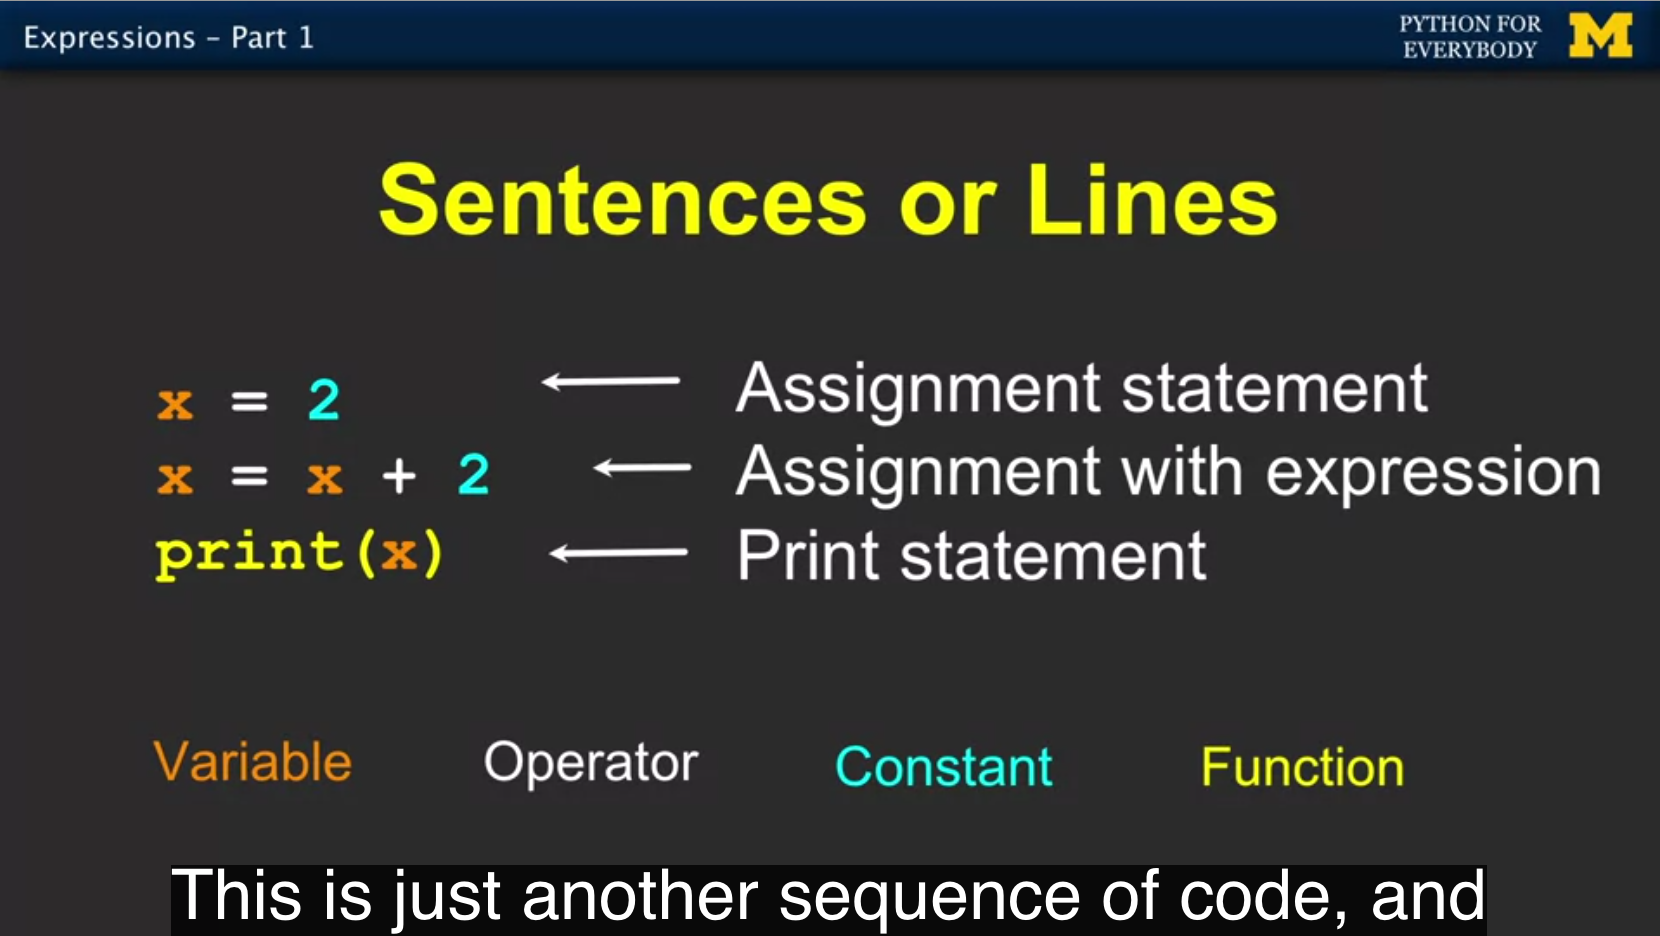 Expressions – Part 1
PYTHON FOR
EVERYBODY
M
Sentences or Lines
x = 2
Assignment statement
x = x + 2
Assignment with expression
print(x)
Print statement
Variable
Operator
Constant
Function
This is just another sequence of code, and